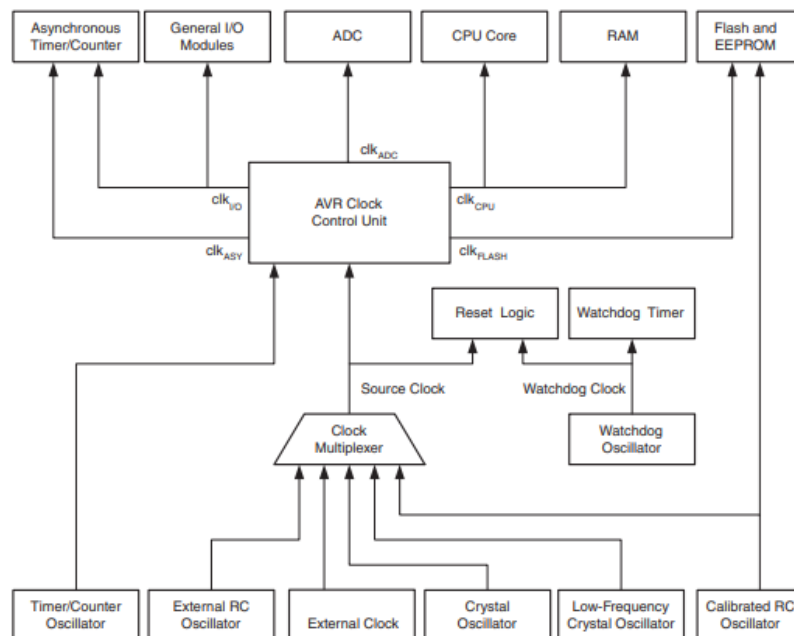 Asynchronous
Timer/Counter
General I/O
Modules
ADC
CPU Core
RAM
Flash and
EEPROM
clkADC
clkI/O
AVR Clock
Control Unit
clkCPU
clkASY
clkFLASH
Reset Logic
Watchdog Timer
Source Clock
Watchdog Clock
Clock
Multiplexer
Watchdog
Oscillator
Timer/Counter
Oscillator
External RC
Oscillator
External Clock
Crystal
Oscillator
Low-Frequency
Crystal Oscillator
Calibrated RC
Oscillator